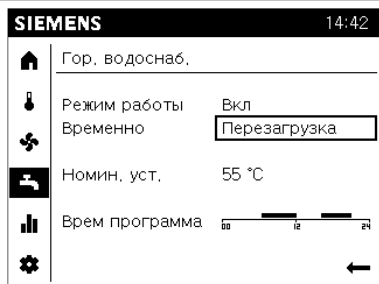 SIEMENS 14:42
Гор. водоснаб.
Режим работы Вкл
Временно Перезагрузка
Номин. уст. 55 °C
Врем программа
00 12 24